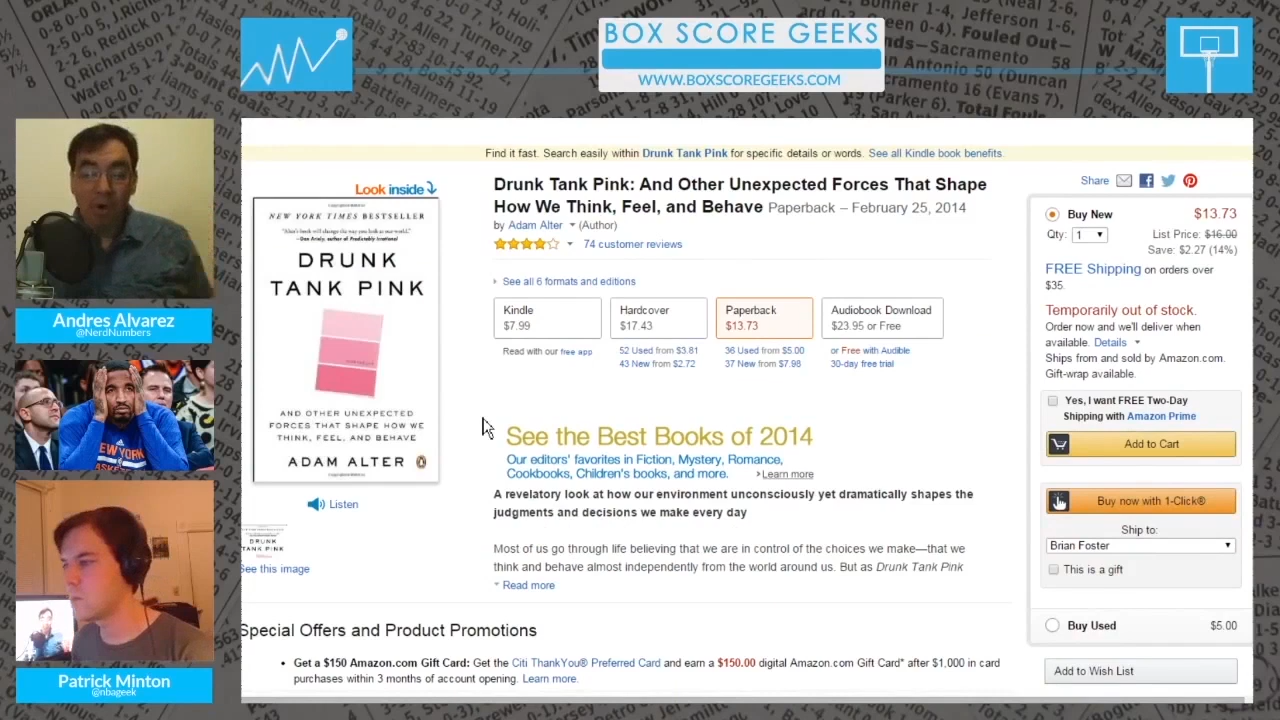 BOX SCORE GEEKS
WWW.BOXSCOREGEEKS.COM
Andres Alvarez
@NerdNumbers
NEW YORK
Patrick Minton
@nbageek
Find it fast. Search easily within Drunk Tank Pink for specific details or words. See all Kindle book benefits.
Look inside
NEW YORK TIMES BESTSELLER
DRUNK
TANK PINK
AND OTHER UNEXPECTED
FORCES THAT SHAPE HOW WE
THINK, FEEL, AND BEHAVE
ADAM ALTER
Listen
DRUNK
TANK PINK
See this image
Drunk Tank Pink: And Other Unexpected Forces That Shape
How We Think, Feel, and Behave Paperback – February 25, 2014
by Adam Alter (Author)
74 customer reviews
See all 6 formats and editions
Kindle
$7.99
Read with our free app
Hardcover
$17.43
52 Used from $3.81
43 New from $2.72
Paperback
$13.73
36 Used from $5.00
37 New from $7.98
Audiobook Download
$23.95 or Free
or Free with Audible
30-day free trial
See the Best Books of 2014
Our editors' favorites in Fiction, Mystery, Romance,
Cookbooks, Children's books, and more. Learn more
A revelatory look at how our environment unconsciously yet dramatically shapes the
judgments and decisions we make every day
Most of us go through life believing that we are in control of the choices we make—that we
think and behave almost independently from the world around us. But as Drunk Tank Pink
Read more
Special Offers and Product Promotions
Get a $150 Amazon.com Gift Card: Get the Citi ThankYou® Preferred Card and earn a $150.00 digital Amazon.com Gift Card* after $1,000 in card
purchases within 3 months of account opening. Learn more.
Share
Buy New $13.73
Qty: 1 List Price: $16.00
Save: $2.27 (14%)
FREE Shipping on orders over
$35.
Temporarily out of stock.
Order now and we'll deliver when
available. Details
Ships from and sold by Amazon.com.
Gift-wrap available.
Yes, I want FREE Two-Day
Shipping with Amazon Prime
Add to Cart
Buy now with 1-Click®
Ship to:
Brian Foster
This is a gift
Buy Used $5.00
Add to Wish List